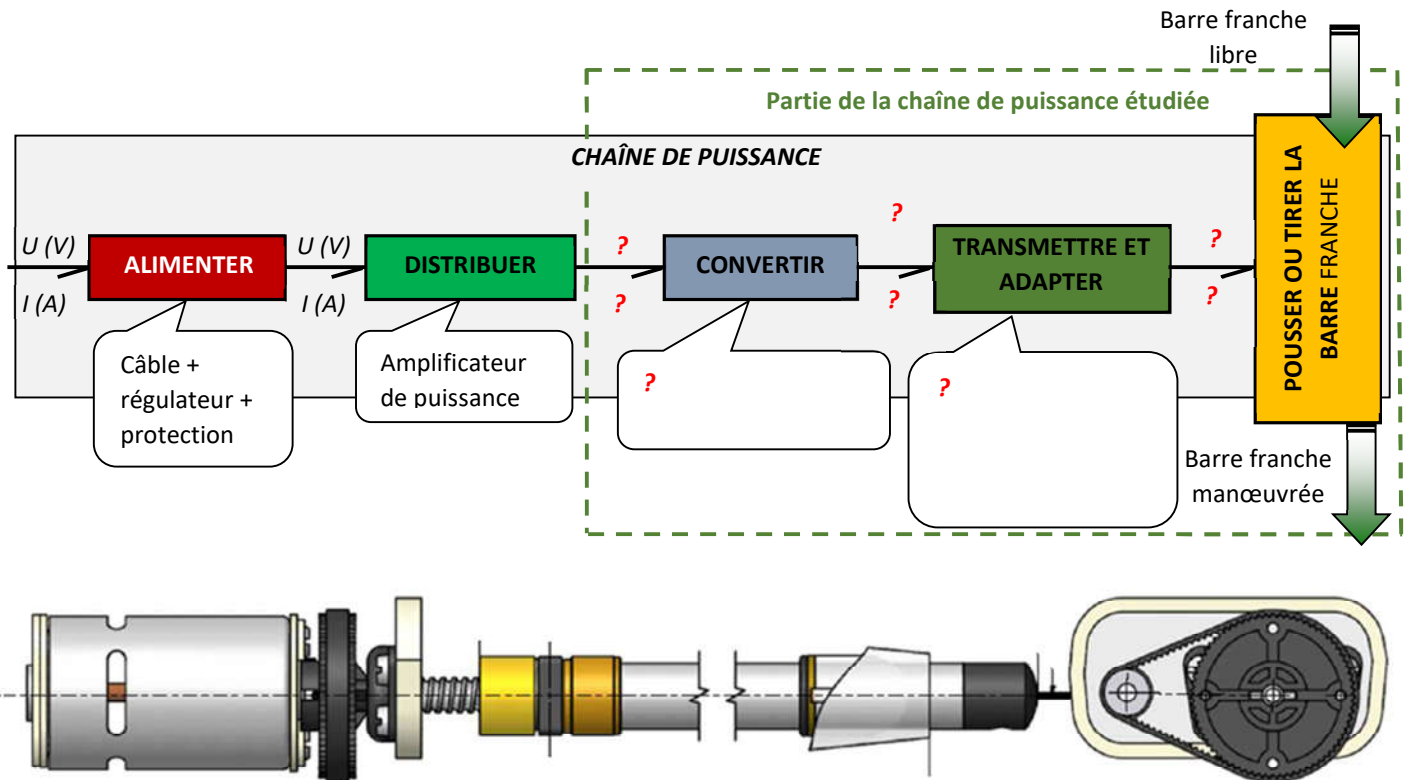 Barre franche
libre
Partie de la chaîne de puissance étudiée
CHAÎNE DE PUISSANCE
U (V)
I (A)
ALIMENTER
U (V)
I (A)
DISTRIBUER
?
?
CONVERTIR
?
?
TRANSMETTRE ET
ADAPTER
?
?
POUSSER OU TIRER LA
BARRE FRANCHE
Câble +
régulateur +
protection
Amplificateur
de puissance
?
?
Barre franche
manœuvrée